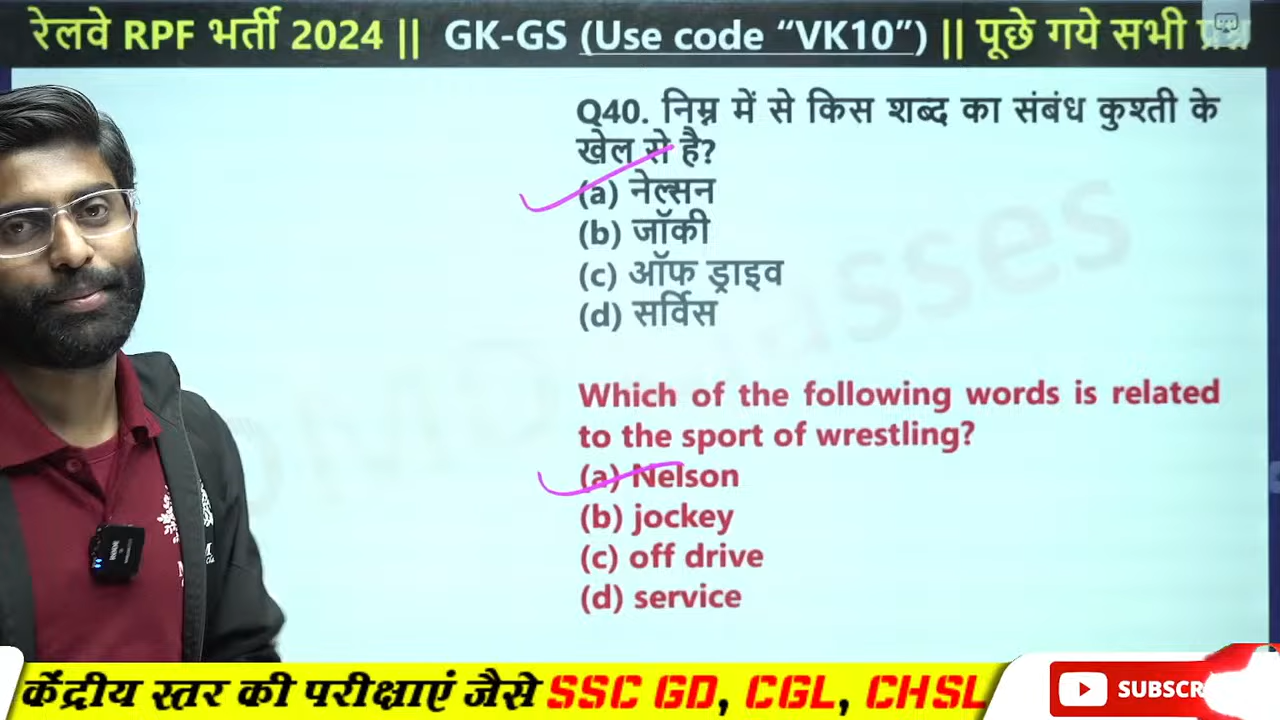 रेलवे RPF भर्ती 2024 || GK-GS (Use code “VK10”) || पूछे गये सभी
Q40. निम्न में से किस शब्द का संबंध कुश्ती के
खेल से है?
(a) नेल्सन
(b) जॉकी
(c) ऑफ ड्राइव
(d) सर्विस
Which of the following words is related
to the sport of wrestling?
(a) Nelson
(b) jockey
(c) off drive
(d) service
केंद्रीय स्तर की परीक्षाएं जैसे SSC GD, CGL, CHSL
SUBSCR